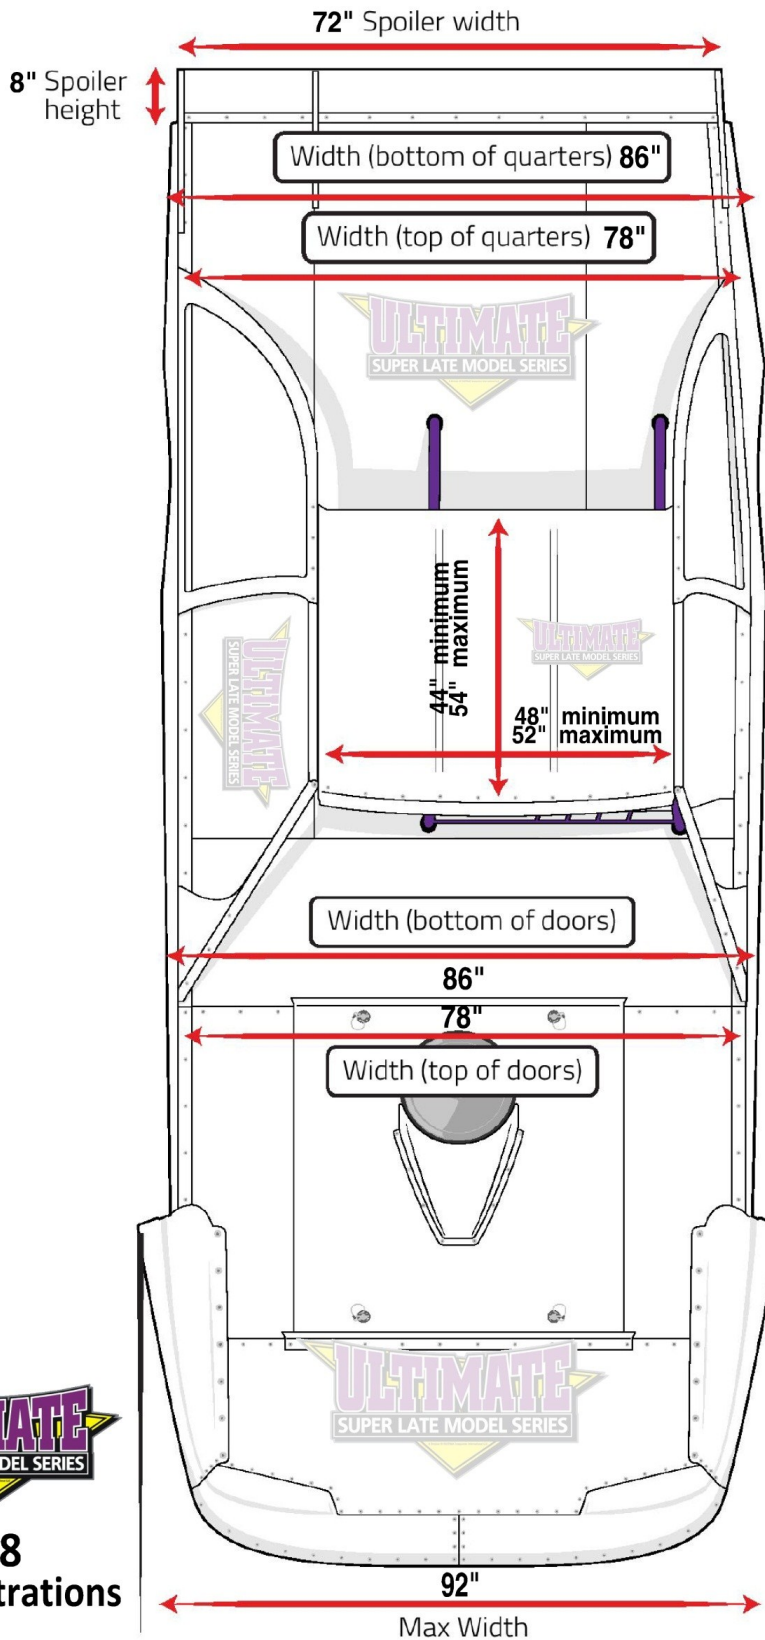 72" Spoiler width
8" Spoiler
height
Width (bottom of quarters) 86"
Width (top of quarters) 78"
ULTIMATE
SUPER LATE MODEL SERIES
44" minimum
54" maximum
ULTIMATE
SUPER LATE MODEL SERIES
48" minimum
52" maximum
ULTIMATE
SUPER LATE MODEL SERIES
Width (bottom of doors)
86"
78"
Width (top of doors)
ULTIMATE
SUPER LATE MODEL SERIES
MATE
DEL SERIES
8
trations
92"
Max Width